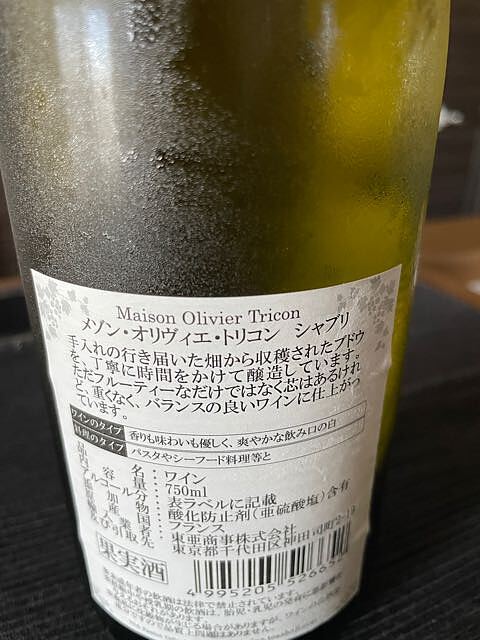 Maison Olivier Tricon
メゾン・オリヴィエ・トリコン シャブリ
手入れの行き届いた畑から収穫されたブドウ
を、丁寧に時間をかけて醸造しています。
ただフルーティーなだけではなく芯はあるけれ
ど、重くなく、バランスの良いワインに仕上がっ
ています。
ワインのタイプ 香りも味わいも優しく、爽やかな飲み口の白
料理のタイプ パスタやシーフード料理等と
品名・ワイン
容量・750ml
アルコール分・表ラベルに記載
添加物・酸化防止剤(亜硫酸塩)含有
原産国・フランス
東亜商事株式会社
東京都千代田区神田司町2-13
果実酒
4 995205 52665